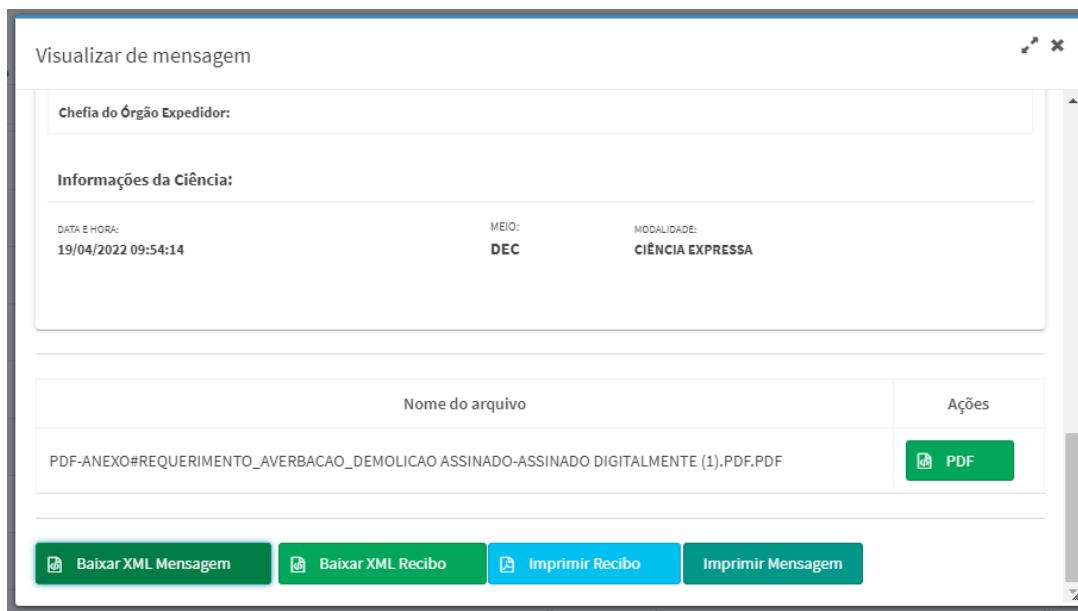 Visualizar de mensagem
Chefia do Órgão Expedidor:
Informações da Ciência:
DATA E HORA: MEIO: MODALIDADE:
19/04/2022 09:54:14 DEC CIÊNCIA EXPRESSA
Nome do arquivo Ações
PDF-ANEXO#REQUERIMENTO_AVERBACAO_DEMOLICAO ASSINADO-ASSINADO DIGITALMENTE (1).PDF.PDF PDF
Baixar XML Mensagem Baixar XML Recibo Imprimir Recibo Imprimir Mensagem